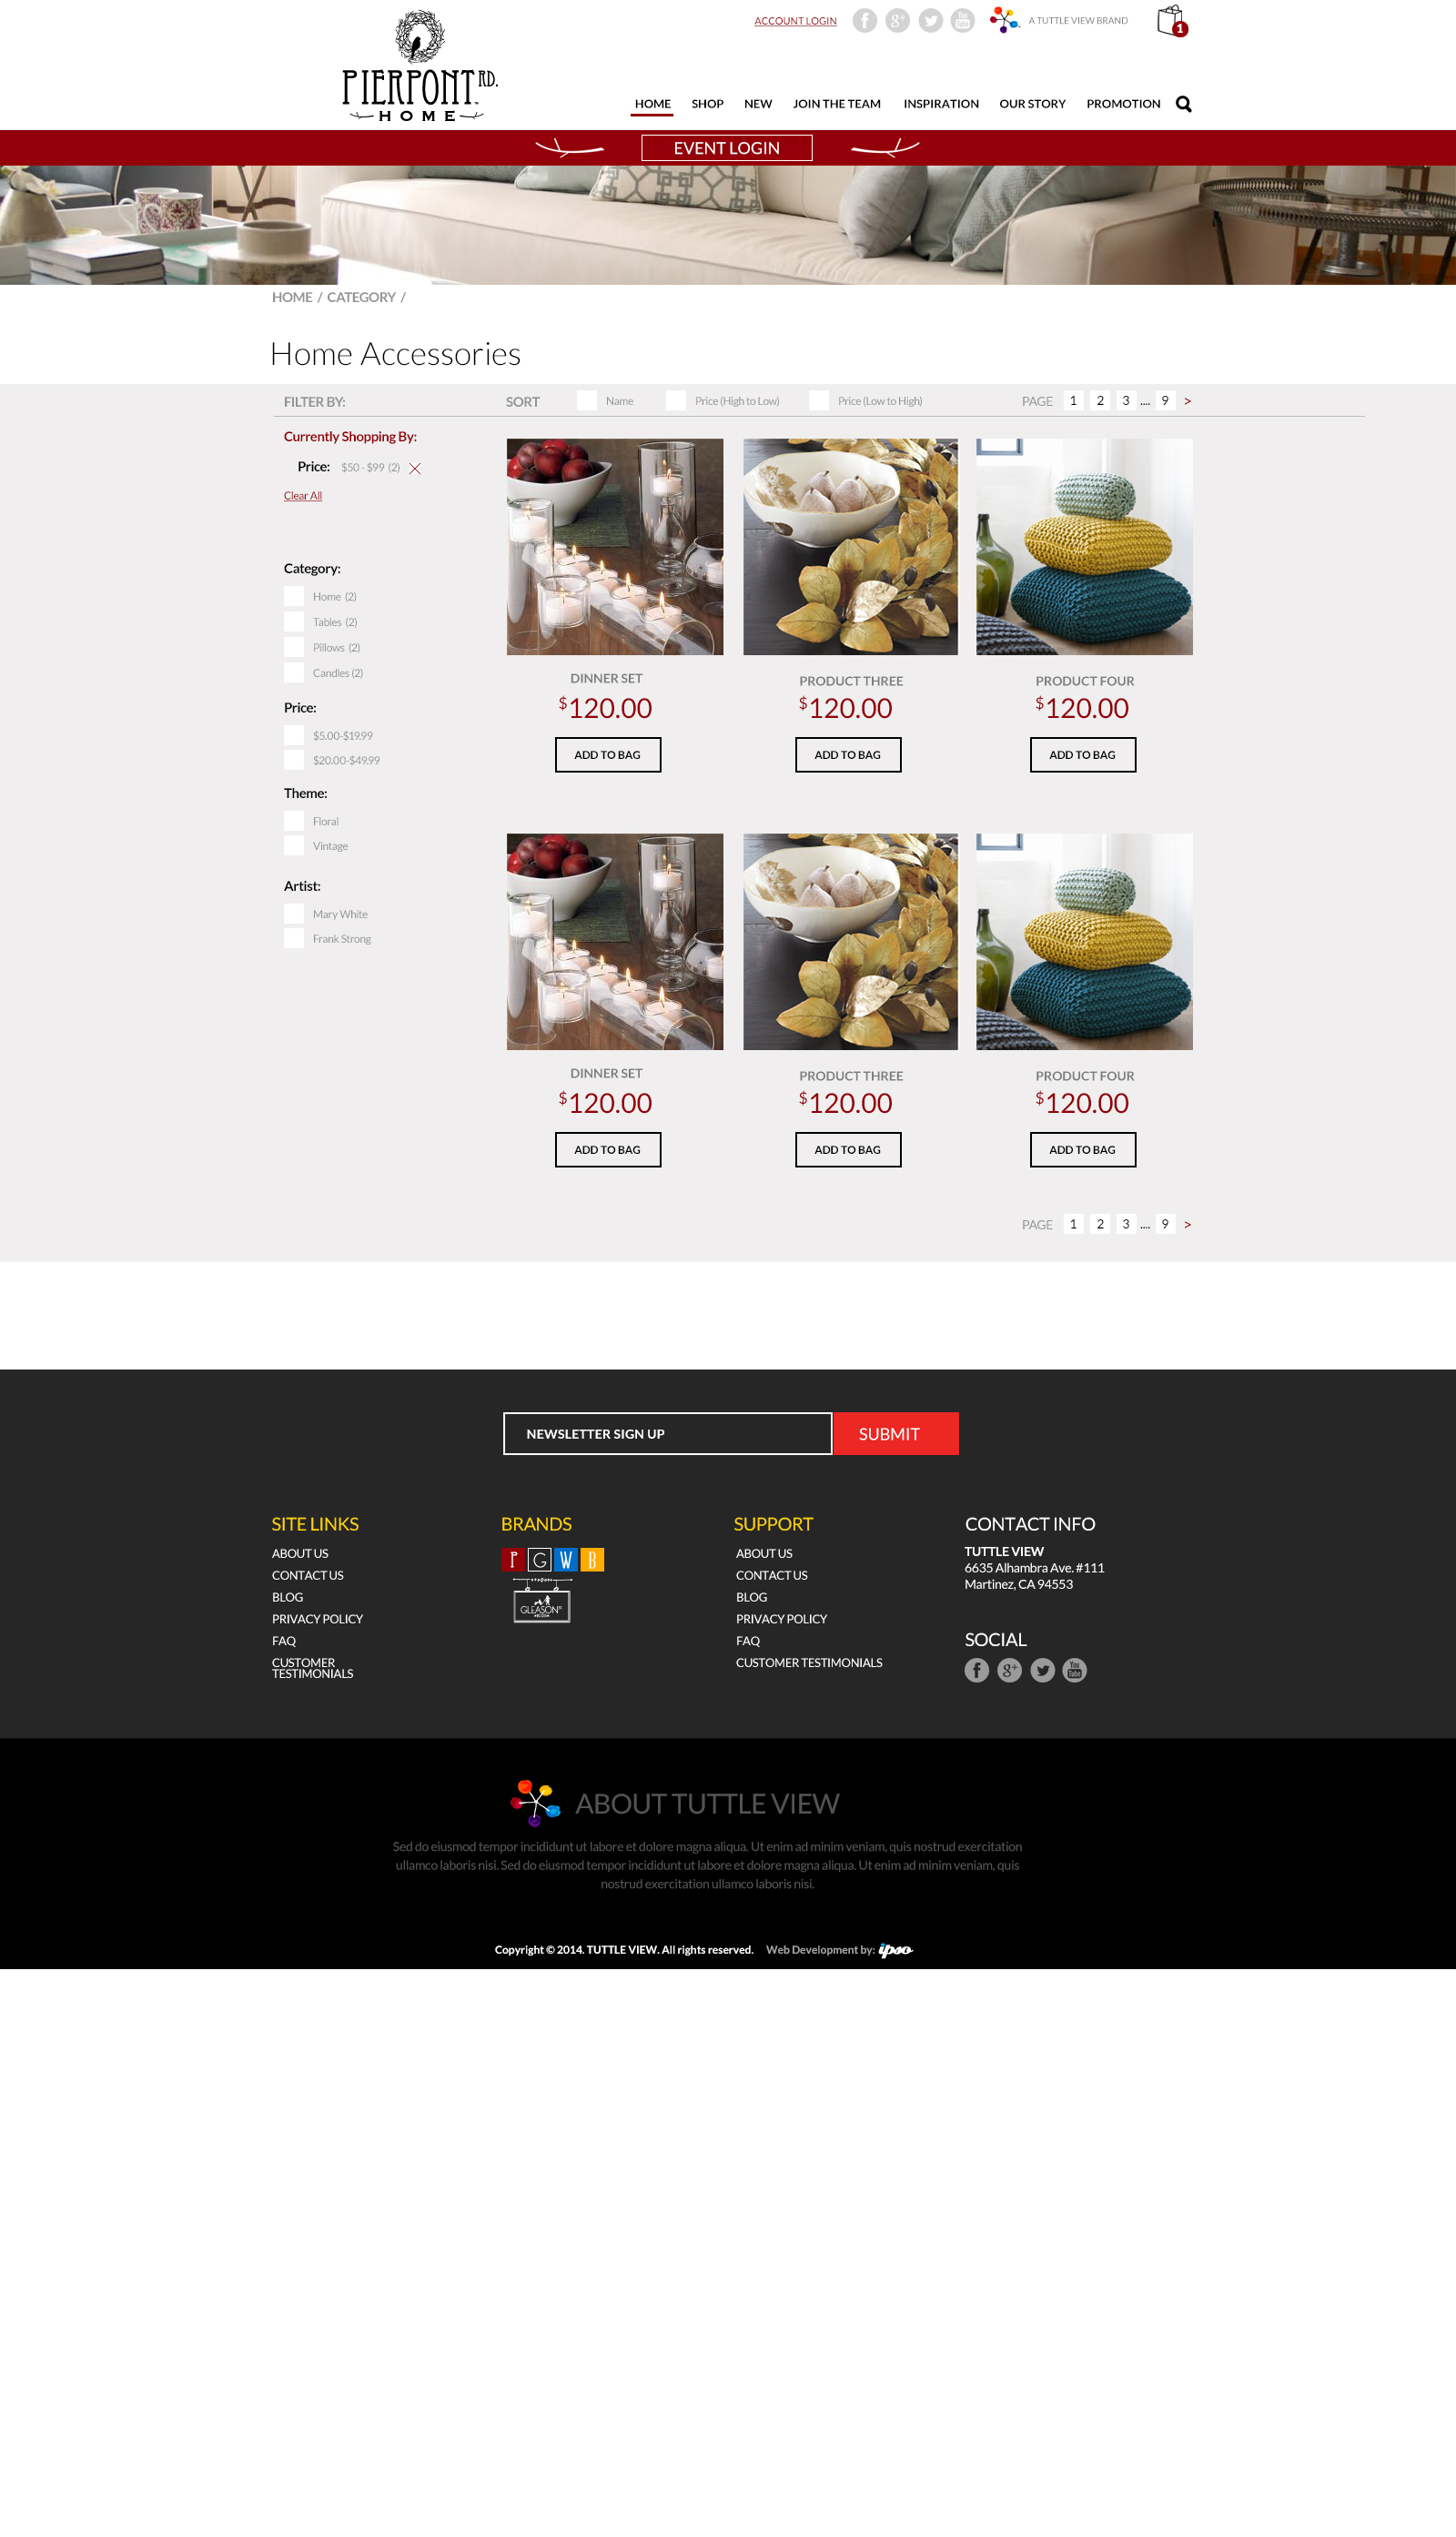 ACCOUNT LOGIN
f
g+
You Tube
A TUTTLE VIEW BRAND
1
PIERPONT RD.
HOME
HOME SHOP NEW JOIN THE TEAM INSPIRATION OUR STORY PROMOTION
EVENT LOGIN
HOME / CATEGORY /
Home Accessories
FILTER BY:
SORT Name Price (High to Low) Price (Low to High)
PAGE 1 2 3 .... 9 >
Currently Shopping By:
Price: $50 - $99 (2)
Clear All
Category:
Home (2)
Tables (2)
Pillows (2)
Candles (2)
Price:
$5.00-$19.99
$20.00-$49.99
Theme:
Floral
Vintage
Artist:
Mary White
Frank Strong
DINNER SET
$120.00
ADD TO BAG
PRODUCT THREE
$120.00
ADD TO BAG
PRODUCT FOUR
$120.00
ADD TO BAG
DINNER SET
$120.00
ADD TO BAG
PRODUCT THREE
$120.00
ADD TO BAG
PRODUCT FOUR
$120.00
ADD TO BAG
PAGE 1 2 3 .... 9 >
NEWSLETTER SIGN UP
SUBMIT
SITE LINKS
ABOUT US
CONTACT US
BLOG
PRIVACY POLICY
FAQ
CUSTOMER
TESTIMONIALS
BRANDS
P G W B
GLEASON
SUPPORT
ABOUT US
CONTACT US
BLOG
PRIVACY POLICY
FAQ
CUSTOMER TESTIMONIALS
CONTACT INFO
TUTTLE VIEW
6635 Alhambra Ave. #111
Martinez, CA 94553
SOCIAL
f
g+
You Tube
ABOUT TUTTLE VIEW
Sed do eiusmod tempor incididunt ut labore et dolore magna aliqua. Ut enim ad minim veniam, quis nostrud exercitation
ullamco laboris nisi. Sed do eiusmod tempor incididunt ut labore et dolore magna aliqua. Ut enim ad minim veniam, quis
nostrud exercitation ullamco laboris nisi.
Copyright © 2014. TUTTLE VIEW. All rights reserved. Web Development by: